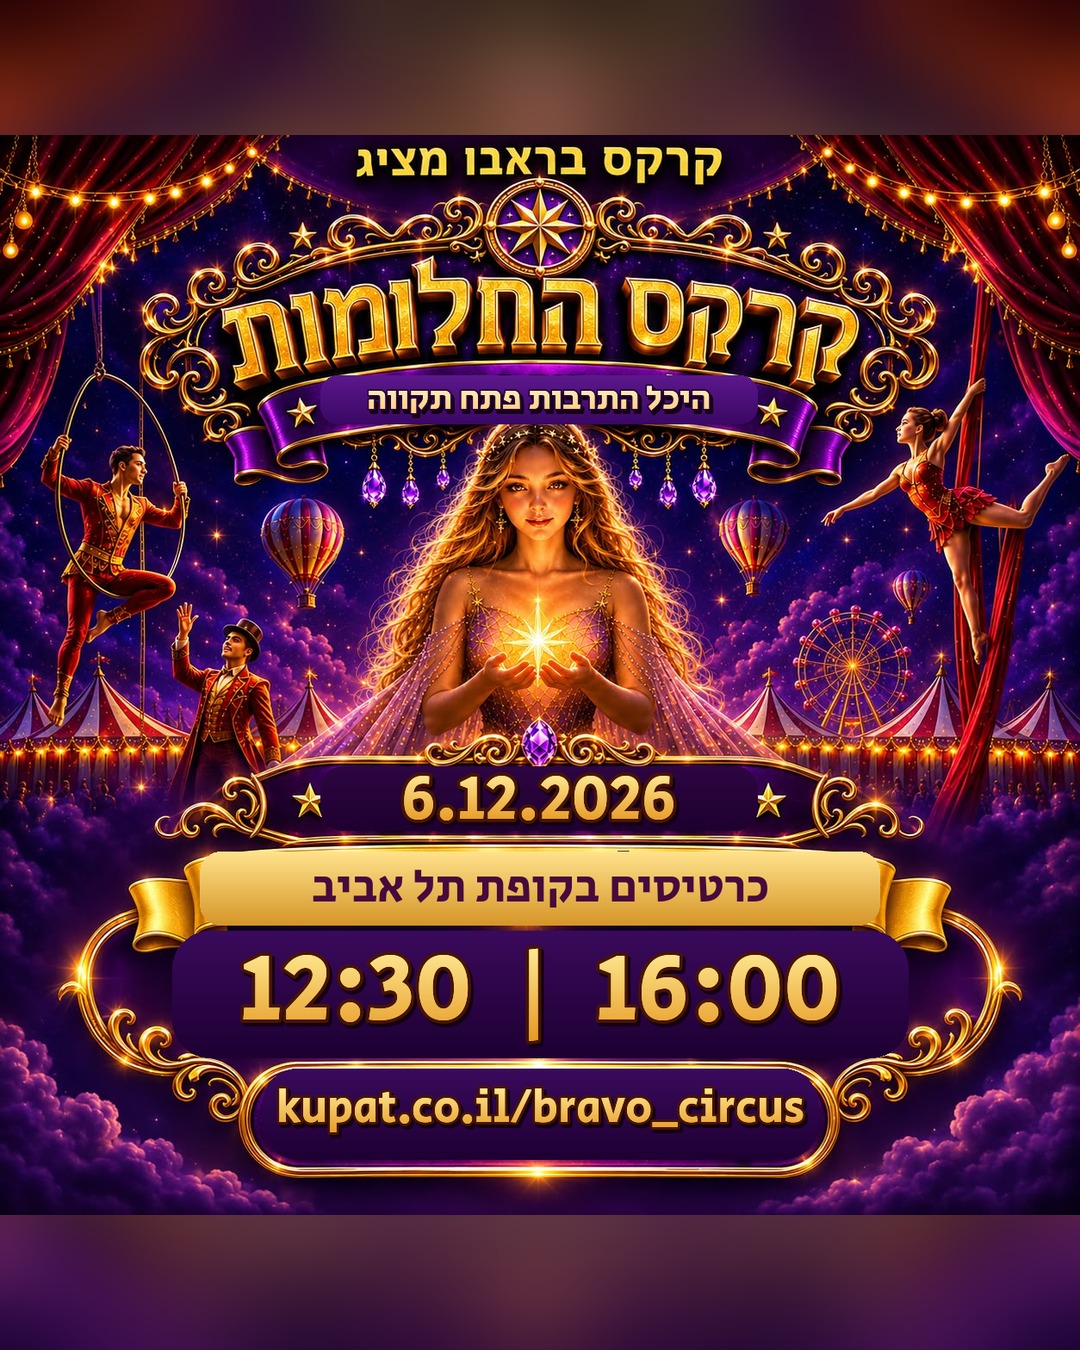 קרקס בראבו מציג
קרקס החלומות
היכל התרבות פתח תקווה
6.12.2026
כרטיסים בקופת תל אביב
12:30 | 16:00
kupat.co.il/bravo_circus